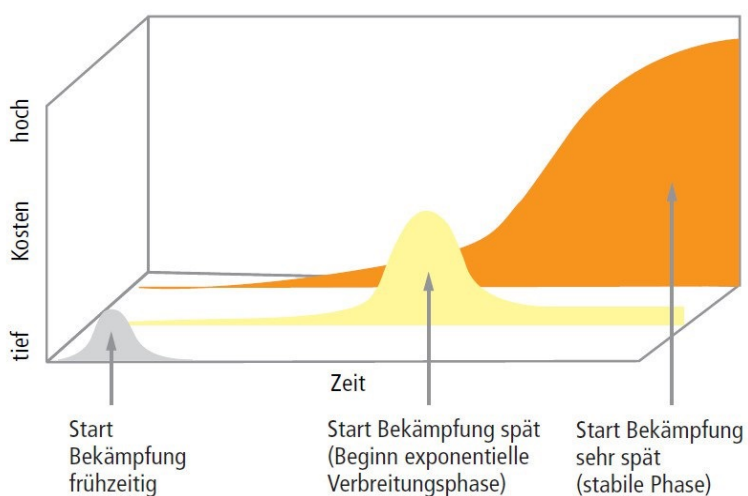 hoch
Kosten
tief
Zeit
Start
Bekämpfung
frühzeitig
Start Bekämpfung spät
(Beginn exponentielle
Verbreitungsphase)
Start Bekämpfung
sehr spät
(stabile Phase)